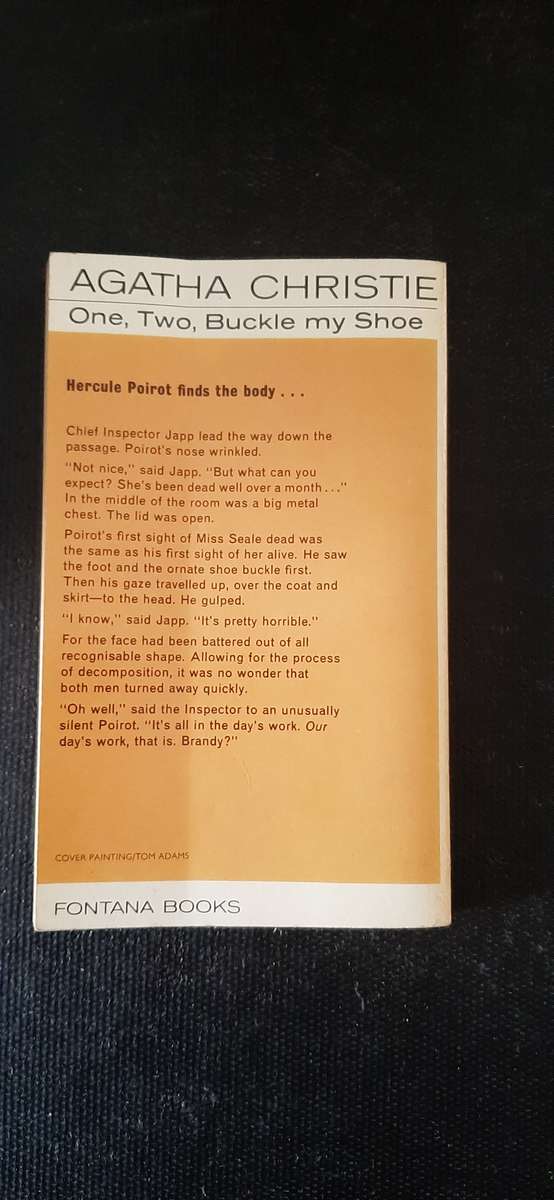 AGATHA CHRISTIE
One, Two, Buckle my Shoe
Hercule Poirot finds the body . . .
Chief Inspector Japp lead the way down the
passage. Poirot's nose wrinkled.
"Not nice," said Japp. "But what can you
expect? She's been dead well over a month . . ."
In the middle of the room was a big metal
chest. The lid was open.
Poirot's first sight of Miss Seale dead was
the same as his first sight of her alive. He saw
the foot and the ornate shoe buckle first.
Then his gaze travelled up, over the coat and
skirt—to the head. He gulped.
"I know," said Japp. "It's pretty horrible."
For the face had been battered out of all
recognisable shape. Allowing for the process
of decomposition, it was no wonder that
both men turned away quickly.
"Oh well," said the Inspector to an unusually
silent Poirot. "It's all in the day's work. Our
day's work, that is. Brandy?"
COVER PAINTING/TOM ADAMS
FONTANA BOOKS